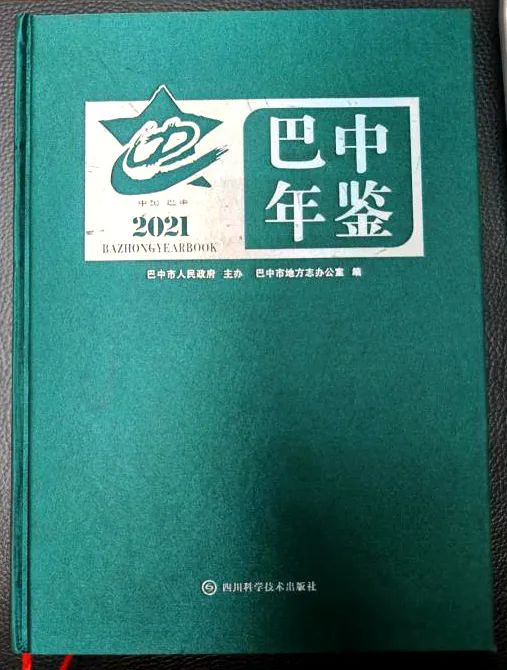 巴中
年鉴
中国 巴中
2021
BAZHONGYEARBOOK
巴中市人民政府 主办 巴中市地方志办公室 编
四川科学技术出版社